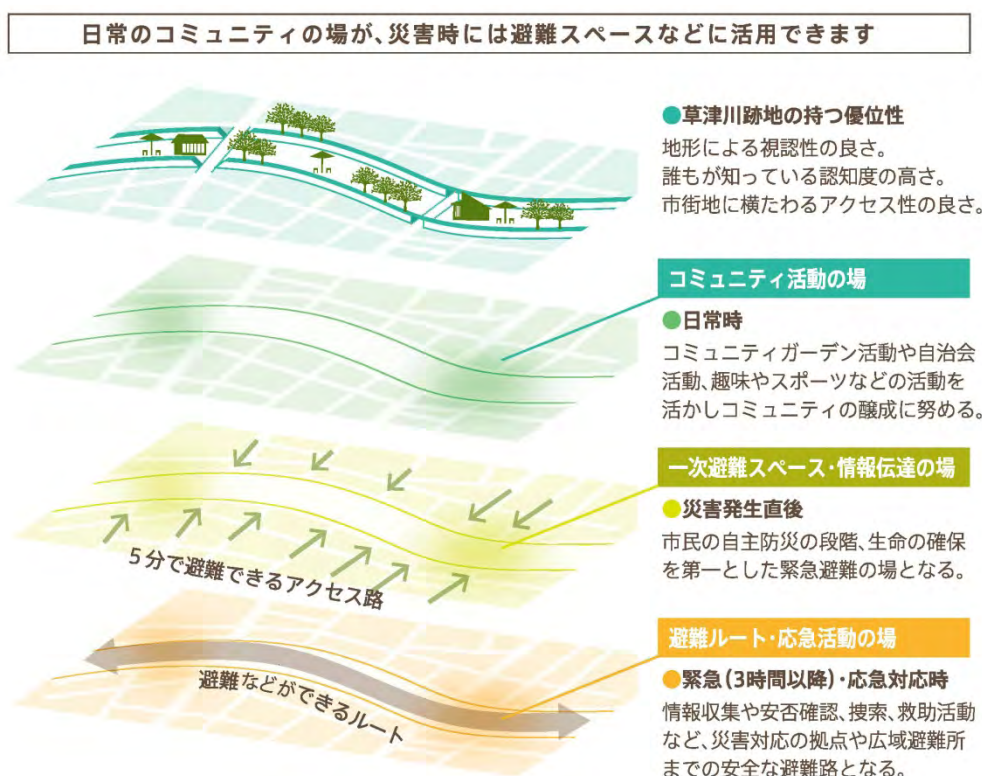 日常のコミュニティの場が、災害時には避難スペースなどに活用できます
●草津川跡地の持つ優位性
地形による視認性の良さ。
誰もが知っている認知度の高さ。
市街地に横たわるアクセス性の良さ。
コミュニティ活動の場
●日常時
コミュニティガーデン活動や自治会
活動、趣味やスポーツなどの活動を
活かしコミュニティの醸成に努める。
一次避難スペース・情報伝達の場
●災害発生直後
市民の自主防災の段階、生命の確保
を第一とした緊急避難の場となる。
5分で避難できるアクセス路
避難ルート・応急活動の場
●緊急(3時間以降)・応急対応時
情報収集や安否確認、捜索、救助活動
など、災害対応の拠点や広域避難所
までの安全な避難路となる。
避難などができるルート